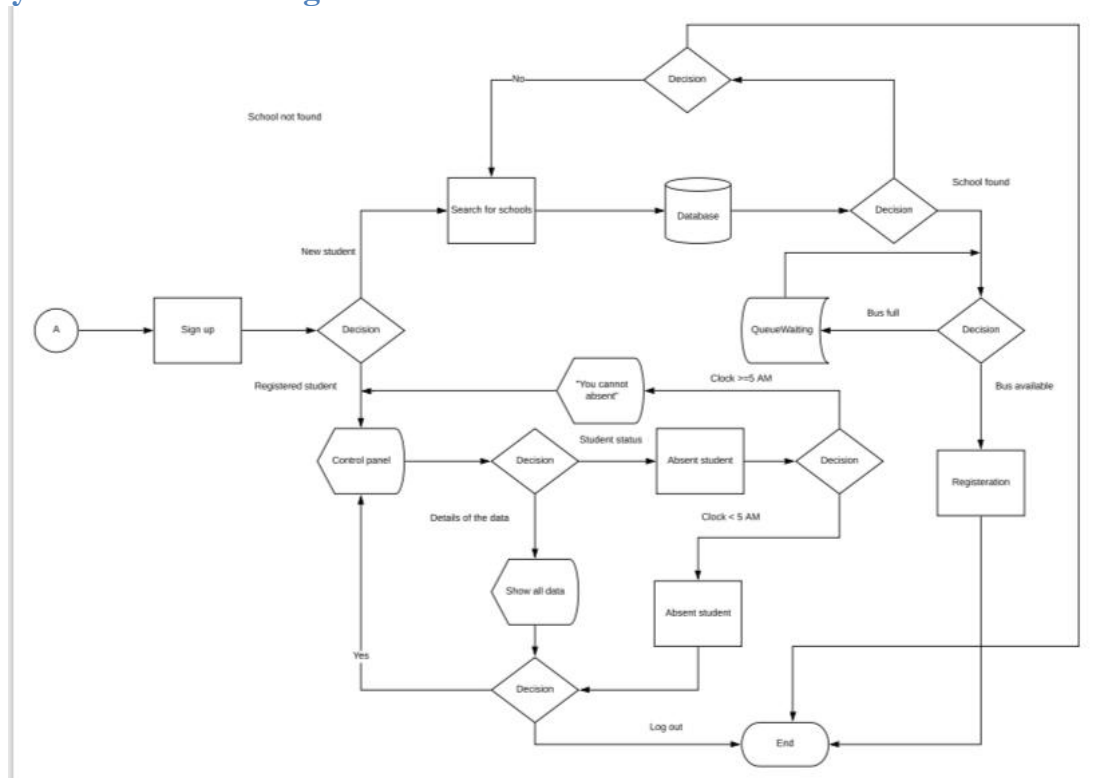 Decision
No
School not found
School found
Search for schools
Database
Decision
New student
A
Sign up
Decision
QueueWaiting
Bus full
Decision
Registered student
"You cannot
absent"
Clock >=5 AM
Bus available
Student status
Control panel
Decision
Absent student
Decision
Registeration
Details of the data
Clock < 5 AM
Show all data
Absent student
Yes
Decision
Log out
End